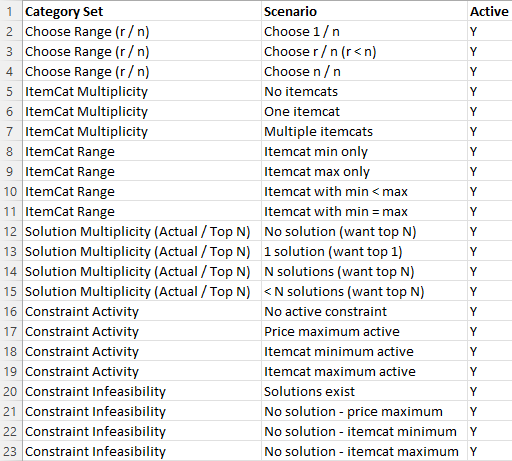 1 Category Set Scenario Active
2 Choose Range (r / n) Choose 1 / n Y
3 Choose Range (r / n) Choose r / n (r < n) Y
4 Choose Range (r / n) Choose n / n Y
5 ItemCat Multiplicity No itemcats Y
6 ItemCat Multiplicity One itemcat Y
7 ItemCat Multiplicity Multiple itemcats Y
8 ItemCat Range Itemcat min only Y
9 ItemCat Range Itemcat max only Y
10 ItemCat Range Itemcat with min < max Y
11 ItemCat Range Itemcat with min = max Y
12 Solution Multiplicity (Actual / Top N) No solution (want top N) Y
13 Solution Multiplicity (Actual / Top N) 1 solution (want top 1) Y
14 Solution Multiplicity (Actual / Top N) N solutions (want top N) Y
15 Solution Multiplicity (Actual / Top N) < N solutions (want top N) Y
16 Constraint Activity No active constraint Y
17 Constraint Activity Price maximum active Y
18 Constraint Activity Itemcat minimum active Y
19 Constraint Activity Itemcat maximum active Y
20 Constraint Infeasibility Solutions exist Y
21 Constraint Infeasibility No solution - price maximum Y
22 Constraint Infeasibility No solution - itemcat minimum Y
23 Constraint Infeasibility No solution - itemcat maximum Y